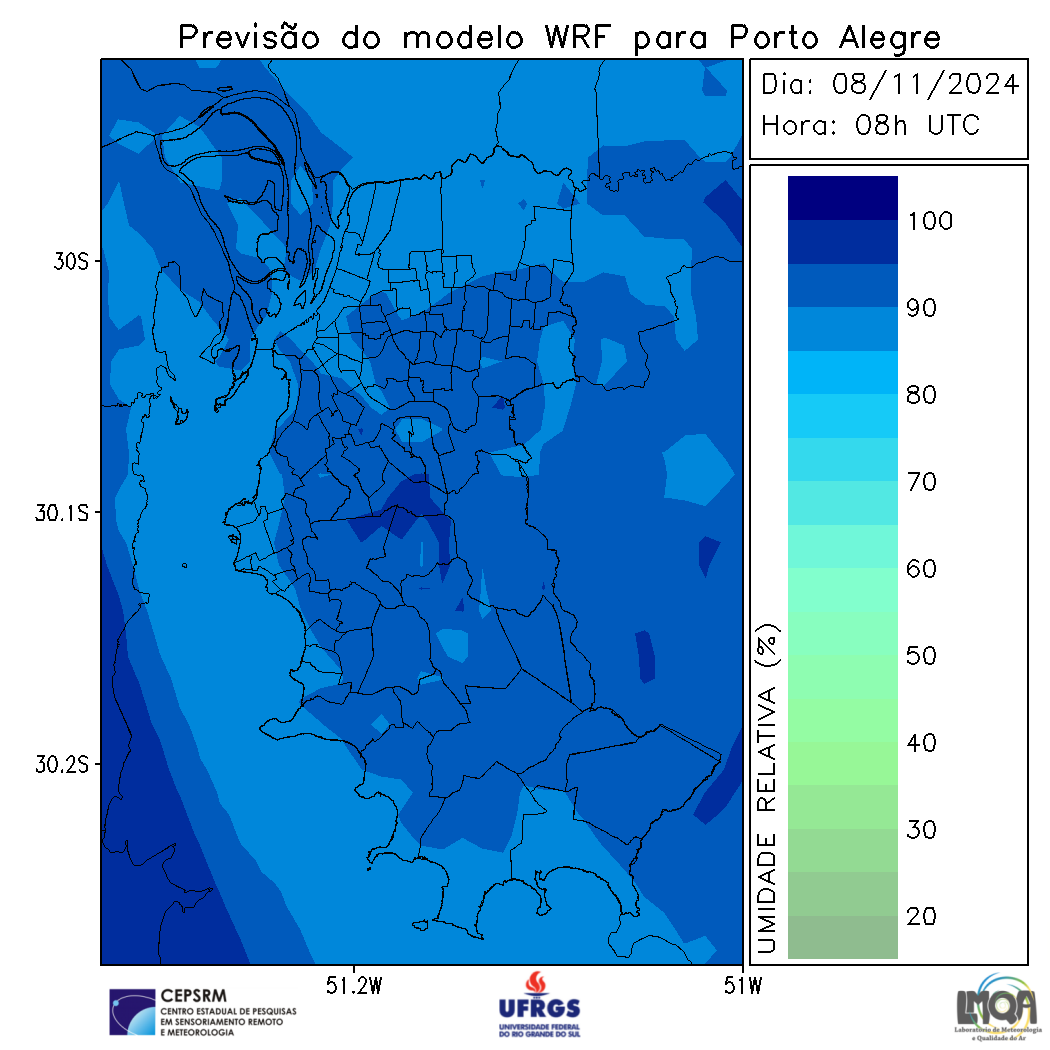 Previsão do modelo WRF para Porto Alegre
Dia: 08/11/2024
Hora: 08h UTC
100
90
80
70
60
50
40
30
20
UMIDADE RELATIVA (%)
30S
30.1S
30.2S
51.2W
51W
CEPSRM
CENTRO ESTADUAL DE PESQUISAS
EM SENSORIAMENTO REMOTO
E METEOROLOGIA
UFRGS
UNIVERSIDADE FEDERAL
DO RIO GRANDE DO SUL
LMQA
Laboratório de Meteorologia
e Qualidade do Ar